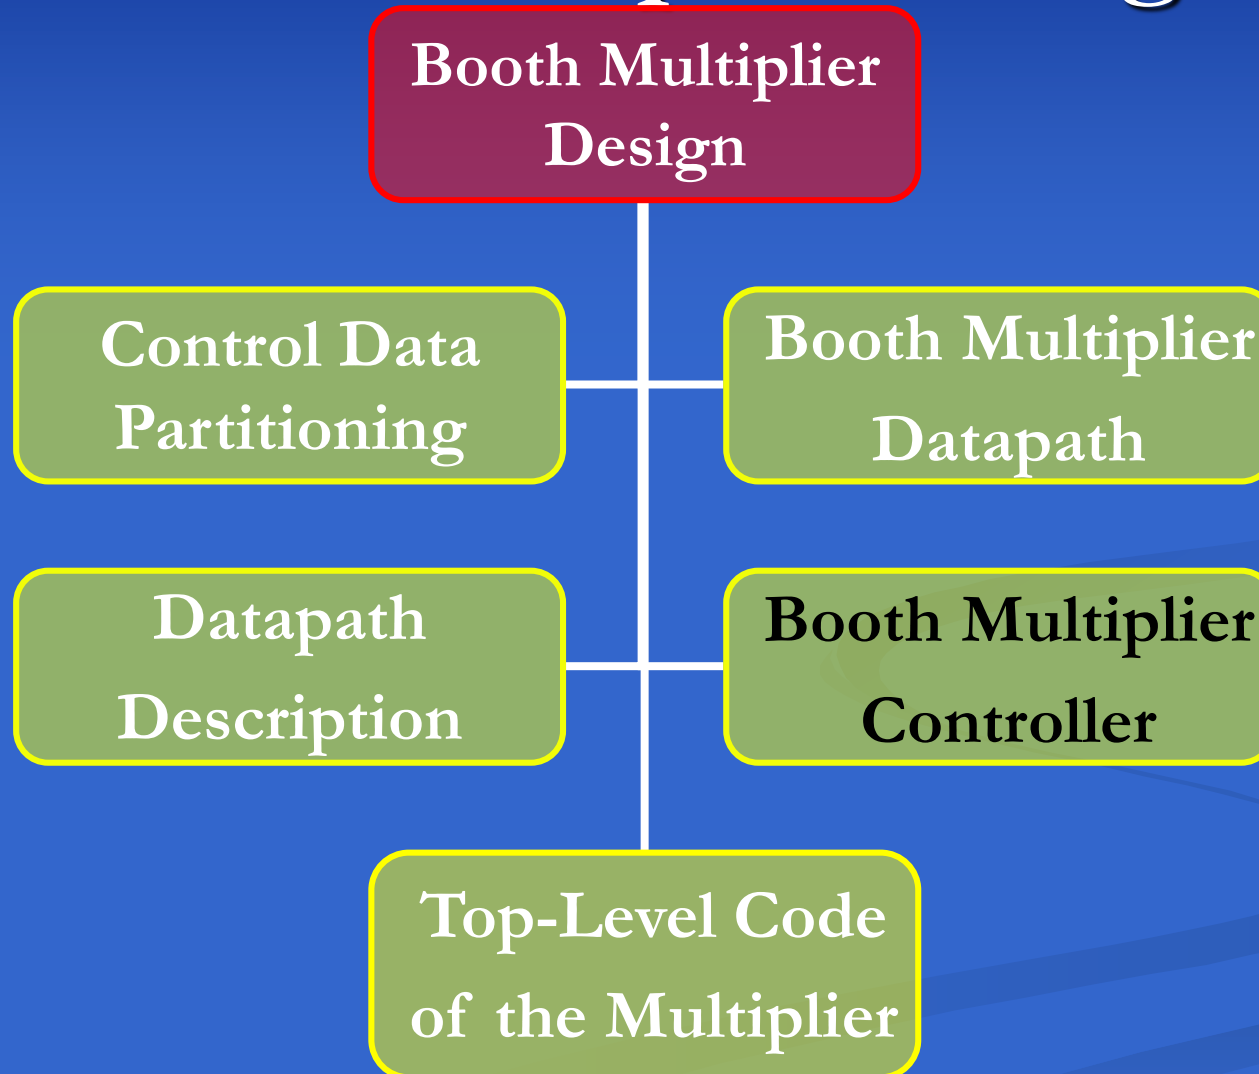 Booth Multiplier
Design
Control Data
Partitioning
Booth Multiplier
Datapath
Datapath
Description
Booth Multiplier
Controller
Top-Level Code
of the Multiplier